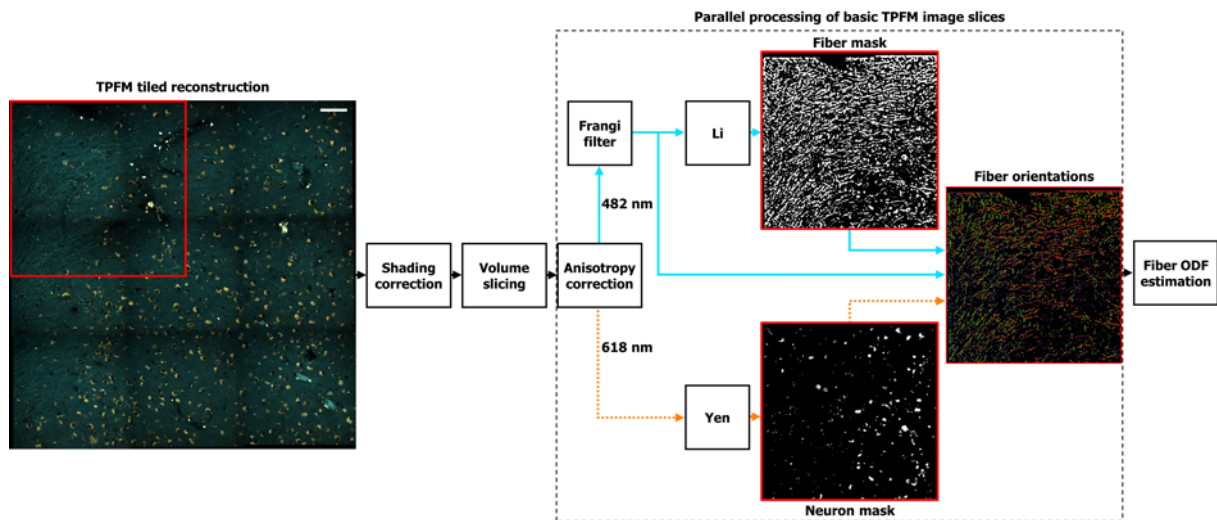 Parallel processing of basic TPFM image slices
Fiber mask
TPFM tiled reconstruction
Frangi
filter
Li
Fiber orientations
482 nm
Shading
correction
Volume
slicing
Anisotropy
correction
Fiber ODF
estimation
618 nm
Yen
Neuron mask